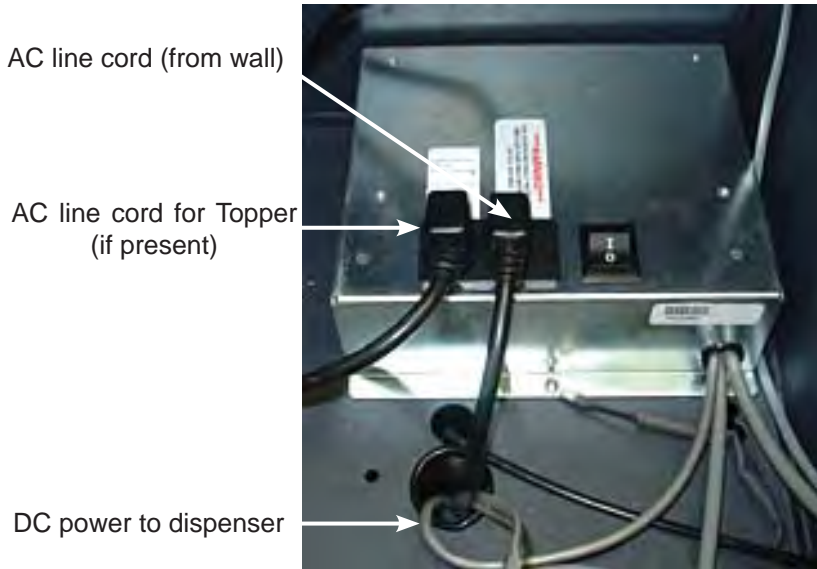 AC line cord (from wall)
AC line cord for Topper
(if present)
I
O
DC power to dispenser